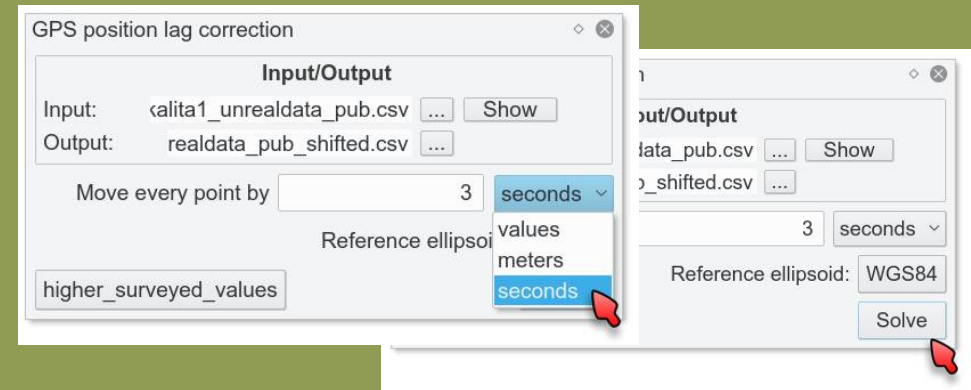 GPS position lag correction
Input/Output
Input: kalita1_unrealdata_pub.csv ... Show
Output: realdata_pub_shifted.csv ...
Move every point by 3 seconds
values
meters
seconds
Reference ellipsoi
higher_surveyed_values
out/Output
data_pub.csv ... Show
_shifted.csv ...
3 seconds
Reference ellipsoid: WGS84
Solve